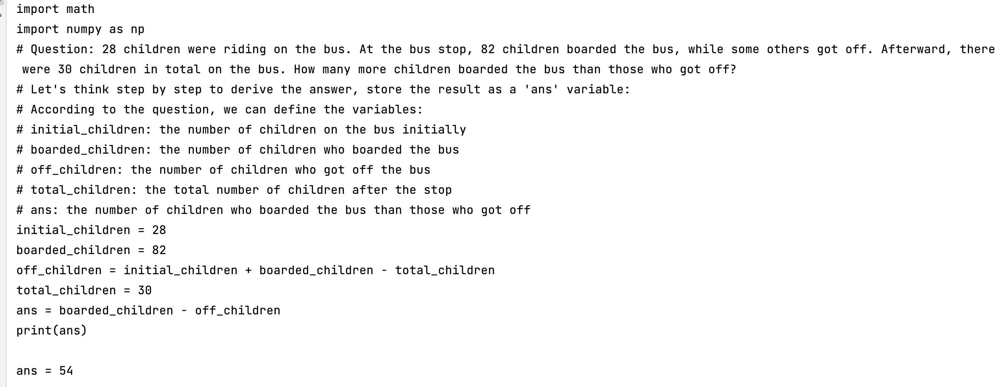 import math
import numpy as np
# Question: 28 children were riding on the bus. At the bus stop, 82 children boarded the bus, while some others got off. Afterward, there
were 30 children in total on the bus. How many more children boarded the bus than those who got off?
# Let's think step by step to derive the answer, store the result as a 'ans' variable:
# According to the question, we can define the variables:
# initial_children: the number of children on the bus initially
# boarded_children: the number of children who boarded the bus
# off_children: the number of children who got off the bus
# total_children: the total number of children after the stop
# ans: the number of children who boarded the bus than those who got off
initial_children = 28
boarded_children = 82
off_children = initial_children + boarded_children - total_children
total_children = 30
ans = boarded_children - off_children
print(ans)

ans = 54